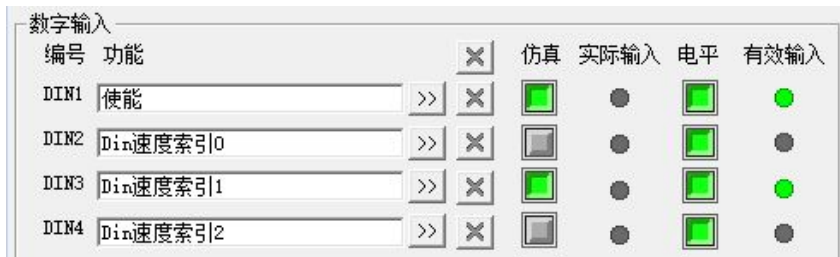 数字输入
编号 功能 仿真 实际输入 电平 有效输入
DIN1 使能 >>
DIN2 Din速度索引0 >>
DIN3 Din速度索引1 >>
DIN4 Din速度索引2 >>